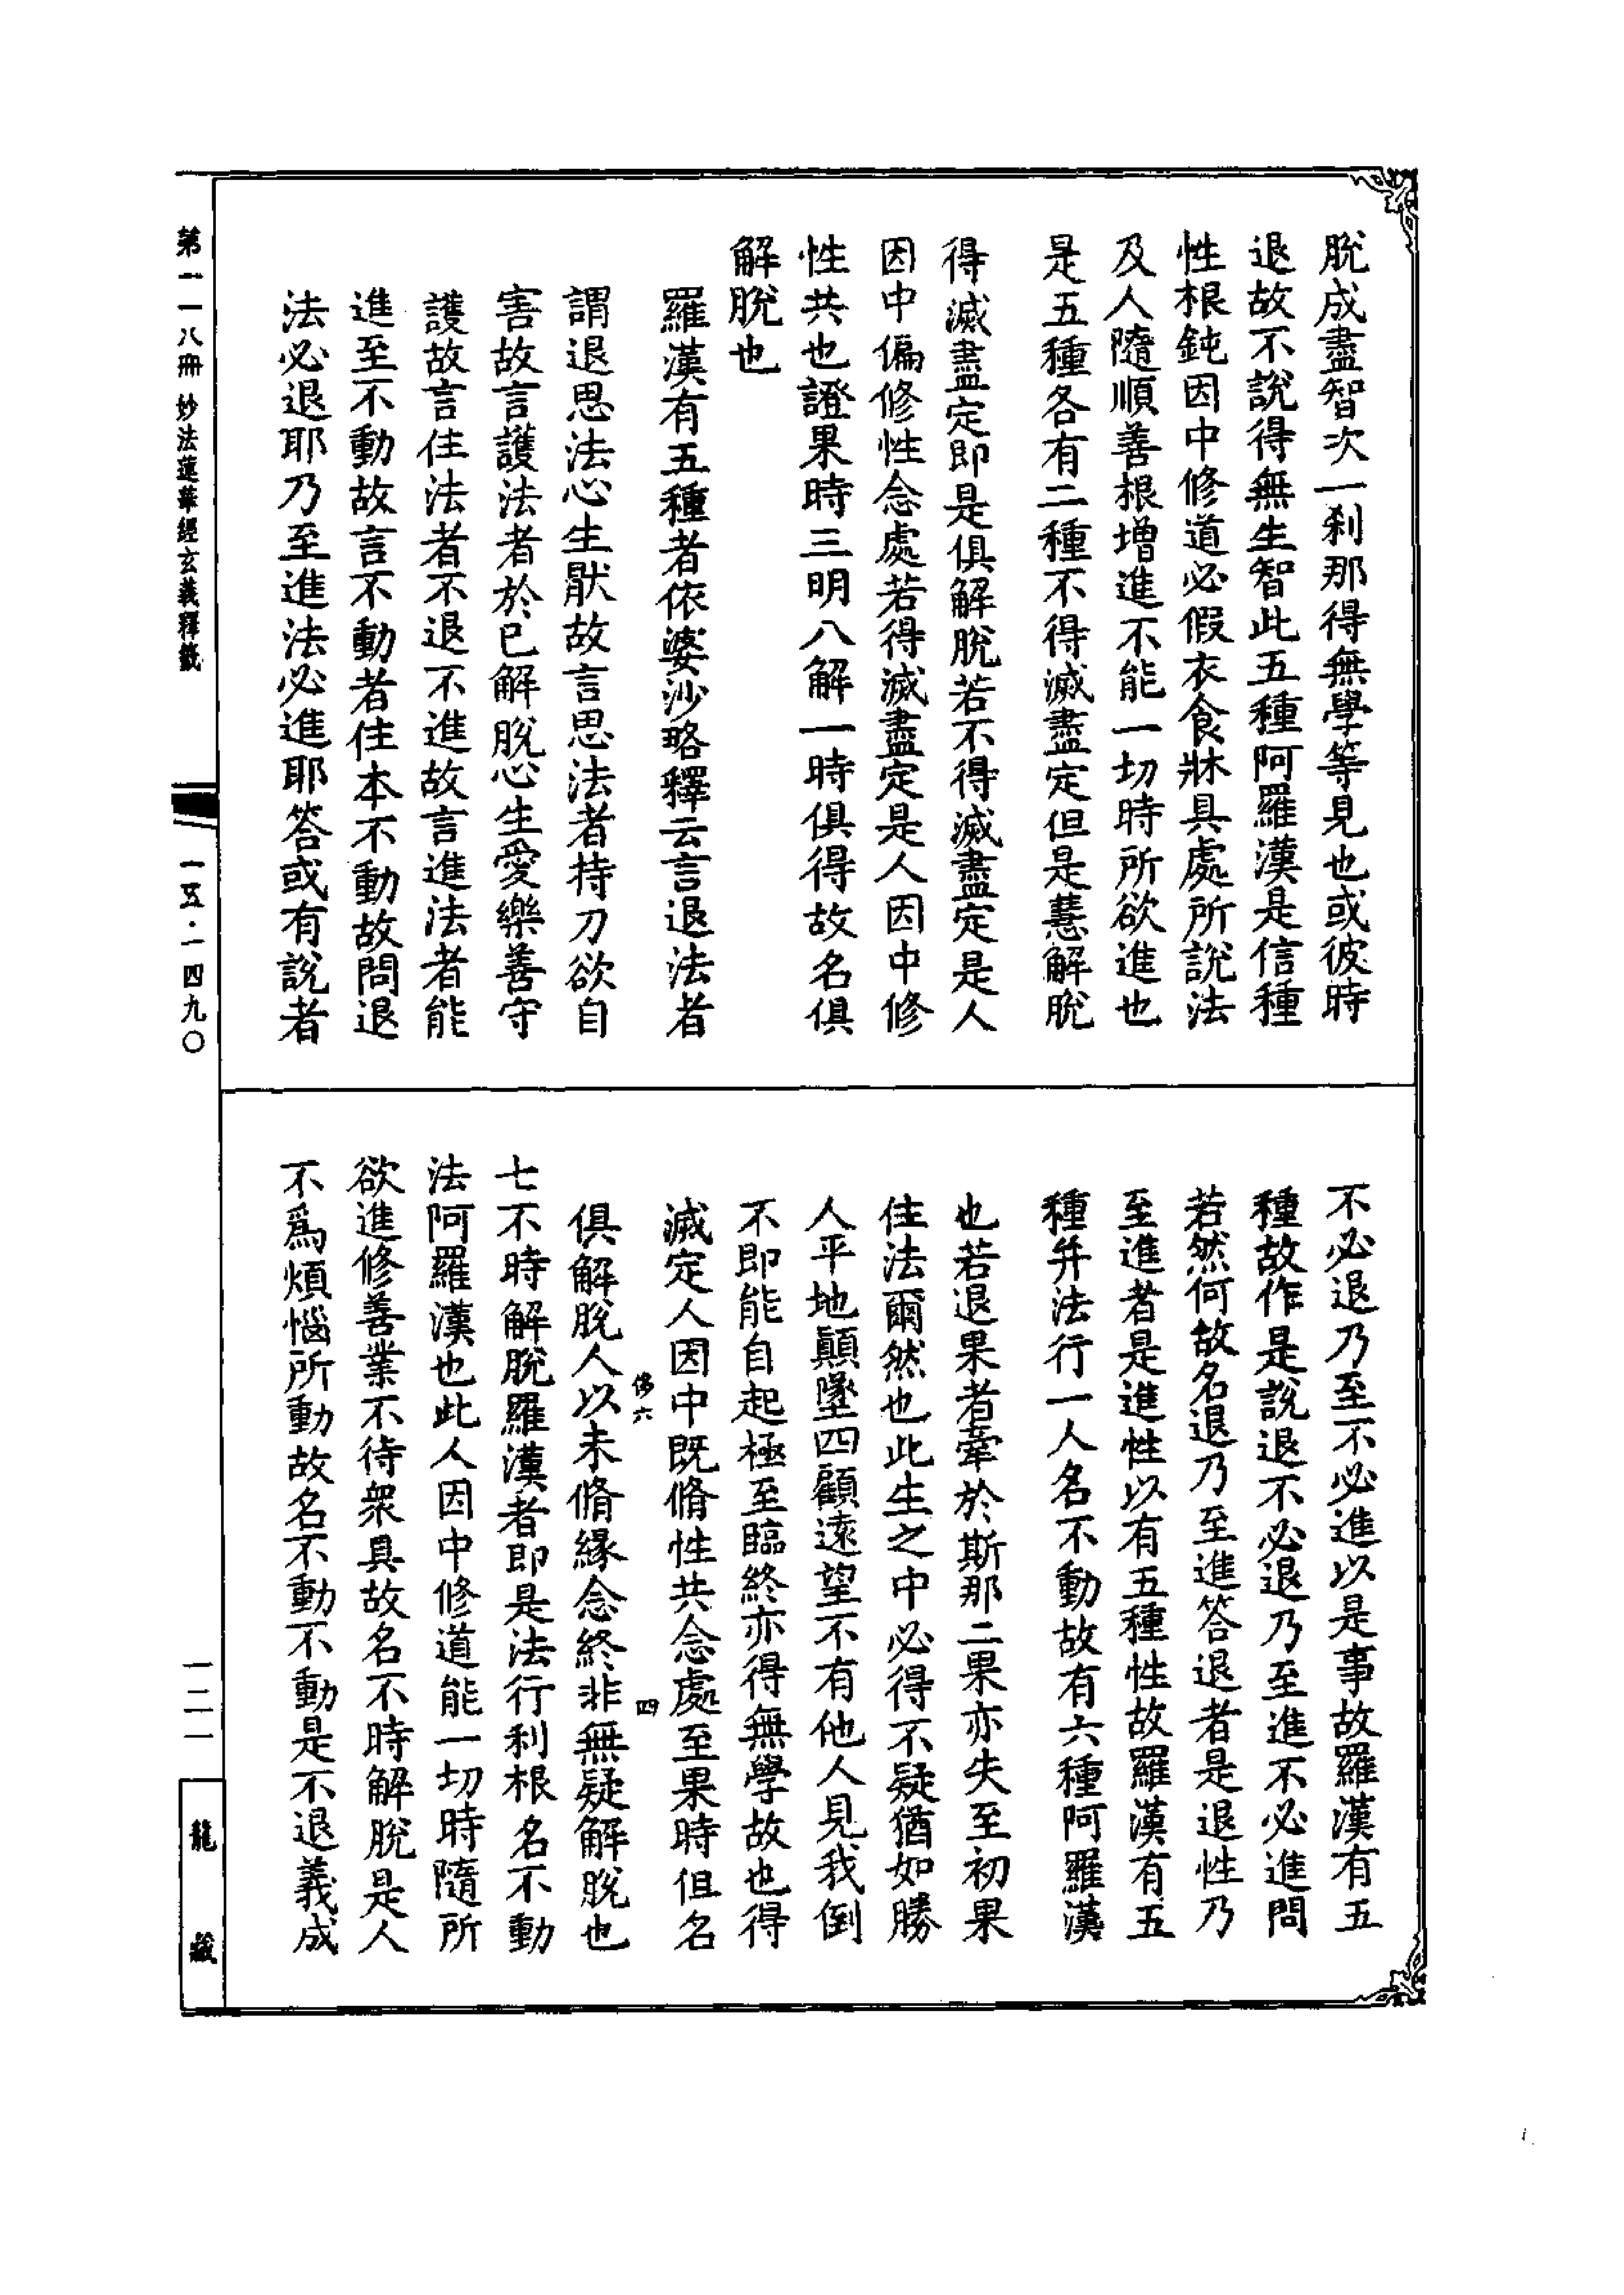 脫成盡智次一刹那得無學等見也或彼時
退故不說得無生智此五種阿羅漢是信種
性根鈍因中修道必假衣食牀具處所說法
及人隨順善根增進不能一切時所欲進也
是五種各有二種不得滅盡定但是慧解脫
得滅盡定即是俱解脫若不得滅盡定是人
因中偏修性念處若得滅盡定是人因中修
性共也證果時三明八解一時俱得故名俱
解脫也
羅漢有五種者依婆沙略釋云言退法者
謂退思法心生猒故言思法者持刀欲自
害故言護法者於已解脫心生愛樂善守
護故言住法者不退不進故言進法者能
進至不動故言不動者住本不動故問退
法必退耶乃至進法必進耶答或有說者
不必退乃至不必進以是事故羅漢有五
種故作是說退不必退乃至進不必進問
若然何故名退乃至進答退者是退性乃
至進者是進性以有五種性故羅漢有五
種并法行一人名不動故有六種阿羅漢
也若退果者牽於斯那二果亦失至初果
住法爾然也此生之中必得不疑猶如勝
人平地顛墜四顧遠望不有他人見我倒
不即能自起極至臨終亦得無學故也得
滅定人因中既脩性共念處至果時但名
俱解脫人以未脩緣念終非無疑解脫也
七不時解脫羅漢者即是法行利根名不動
法阿羅漢也此人因中修道能一切時隨所
欲進修善業不待衆具故名不時解脫是人
不爲煩惱所動故名不動不動是不退義成
俻六
四
第一一八冊 妙法蓮華經玄義釋籤
一五·一四九〇
一二一
龍藏